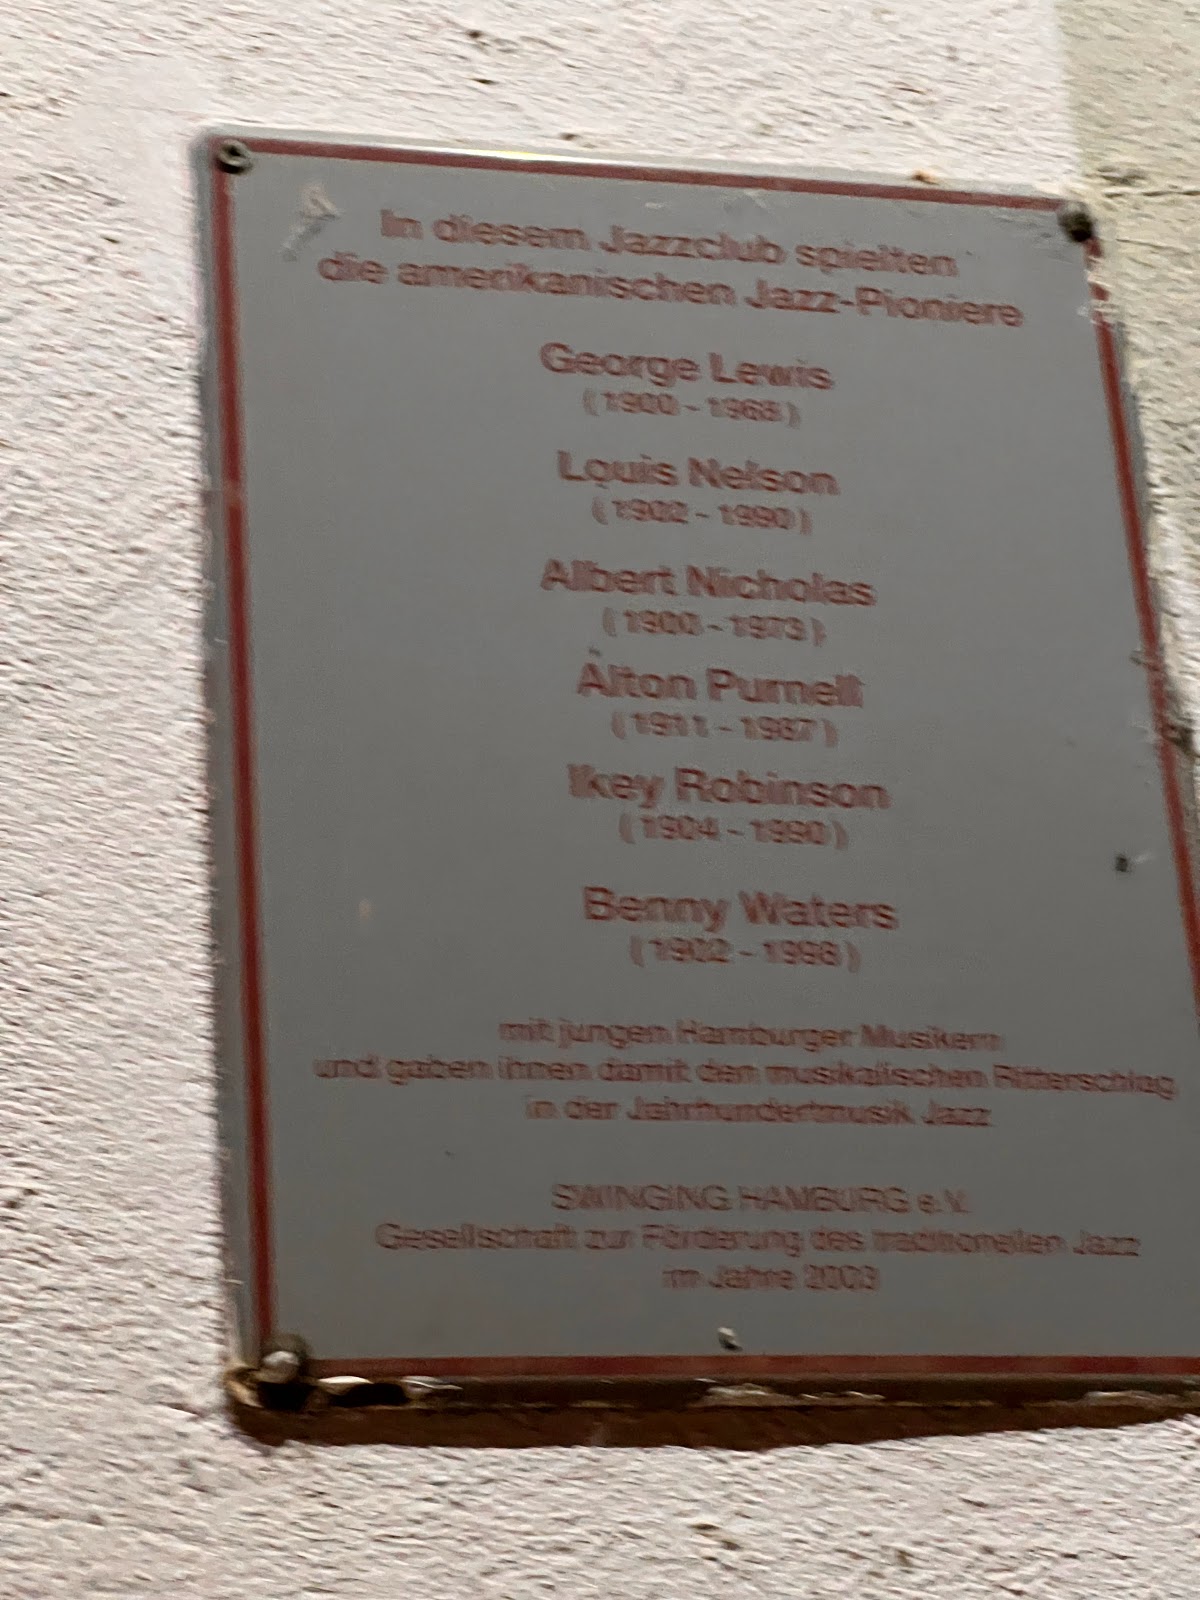 In diesem Jazzclub spielten
die amerikanischen Jazz-Pioniere
George Lewis
(1900 - 1968)
Louis Nelson
(1902 - 1990)
Albert Nicholas
(1900 - 1973)
Alton Purnell
(1911 - 1987)
Ikey Robinson
(1904 - 1990)
Benny Waters
(1902 - 1998)
mit jungen Hamburger Musikern
und gaben ihnen damit den musikalischen Ritterschlag
in der Jahrhundertmusik Jazz
SWINGING HAMBURG e.V.
Gesellschaft zur Förderung des traditionellen Jazz
im Jahre 2003